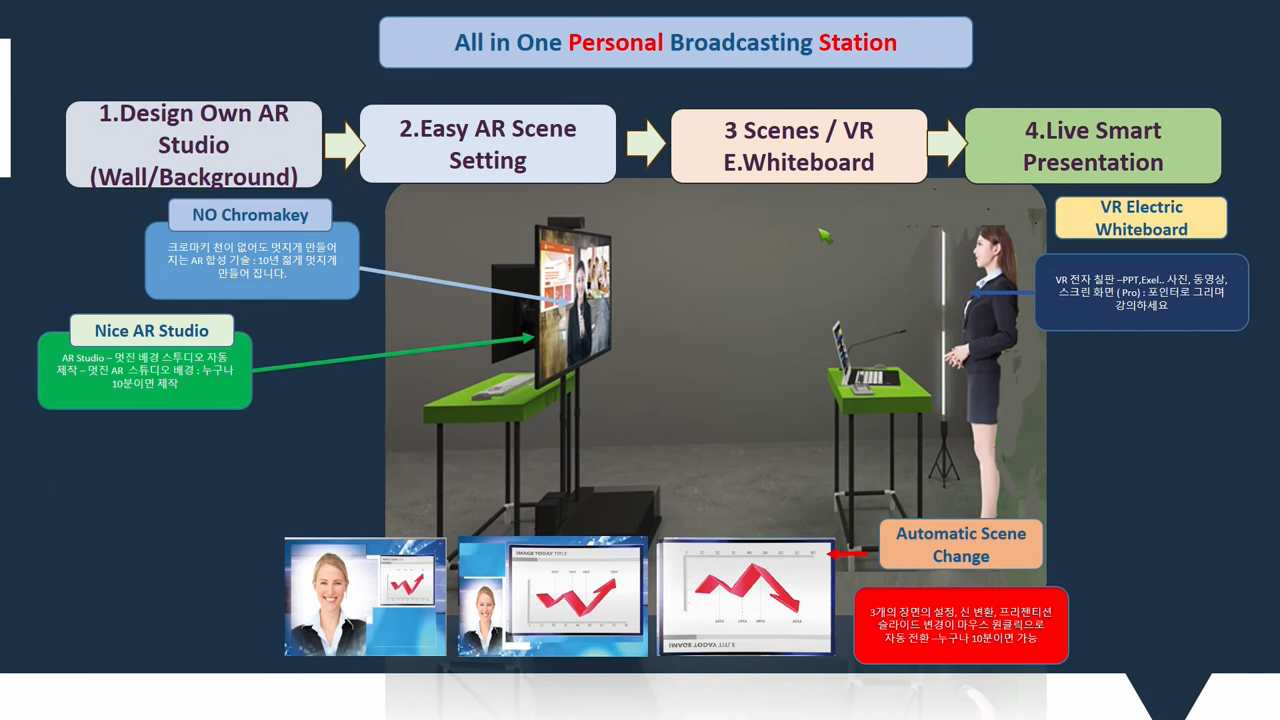 All in One Personal Broadcasting Station
1.Design Own AR
Studio
(Wall/Background)
2.Easy AR Scene
Setting
3 Scenes / VR
E.Whiteboard
4.Live Smart
Presentation
NO Chromakey
크로마키 천이 없어도 멋지게 만들어
지는 AR 합성 기술 : 10년 젊게 멋지게
만들어 집니다.
Nice AR Studio
AR Studio – 멋진 배경 스투디오 자동
제작 – 멋진 AR 스튜디오 배경 : 누구나
10분이면 제작
VR Electric
Whiteboard
VR 전자 칠판 –PPT,Exel.. 사진, 동영상,
스크린 화면 ( Pro) : 포인터로 그리며
강의하세요
Automatic Scene
Change
3개의 장면의 설정, 신 변환, 프리젠티션
슬라이드 변경이 마우스 원클릭으로
자동 전환 –누구나 10분이면 가능
IMAGE TODAY TITLE
IMAGE TODAY TITLE